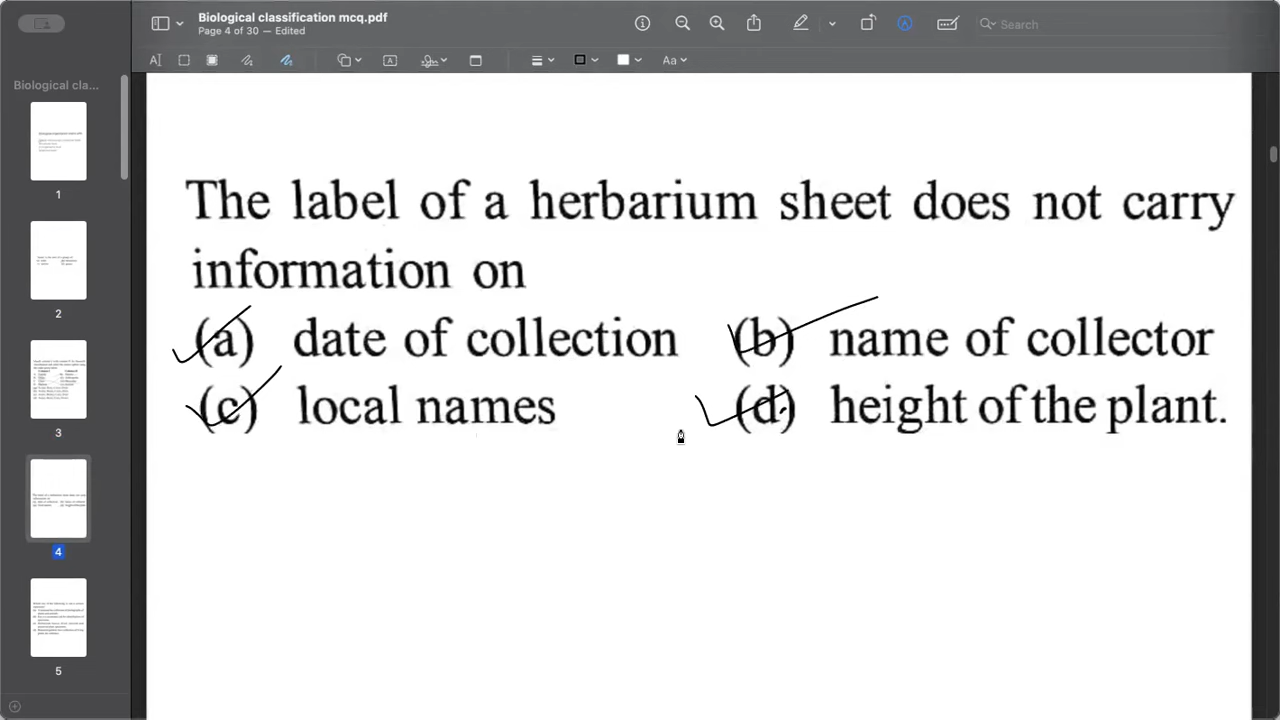 Biological classification mcq.pdf
Page 4 of 30 — Edited
Search
Aa
Biological cla...
1
2
3
4
5
The label of a herbarium sheet does not carry
information on
(a) date of collection (b) name of collector
(c) local names (d) height of the plant.